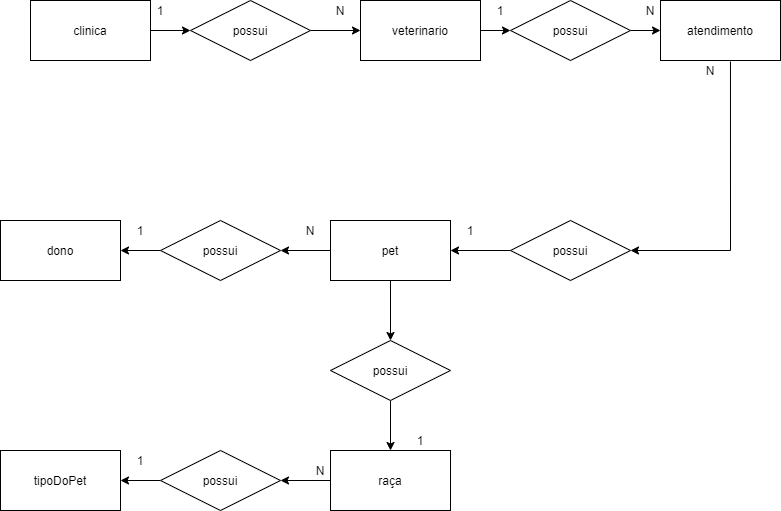 1
N
1
N
clinica
possui
veterinario
possui
atendimento
N
1
N
1
dono
possui
pet
possui
possui
1
1
N
tipoDoPet
possui
raça